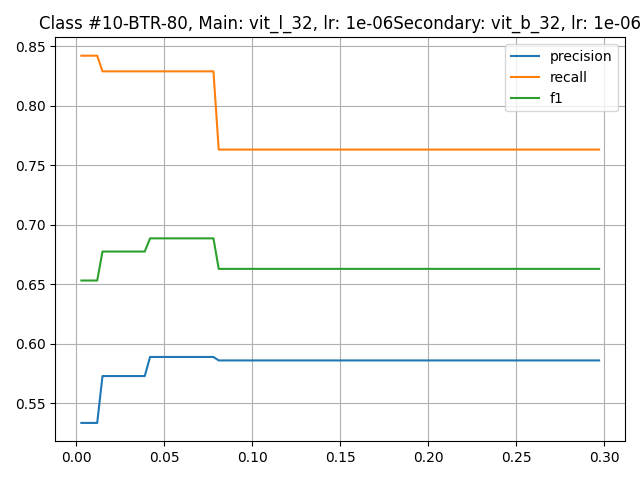 Class #10-BTR-80, Main: vit_l_32, lr: 1e-06Secondary: vit_b_32, lr: 1e-06
precision
recall
f1
0.85
0.80
0.75
0.70
0.65
0.60
0.55
0.00 0.05 0.10 0.15 0.20 0.25 0.30